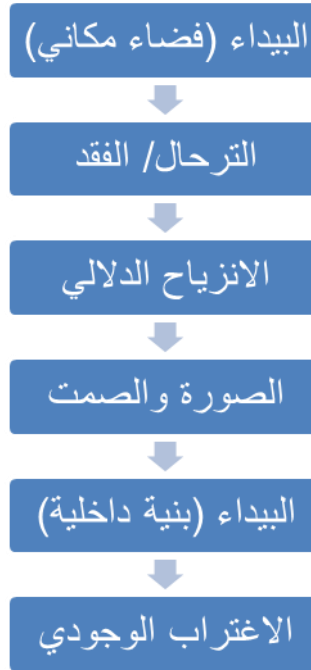 البيداء (فضاء مكاني)
الترحال/ الفقد
الانزياح الدلالي
الصورة والصمت
البيداء (بنية داخلية)
الاغتراب الوجودي